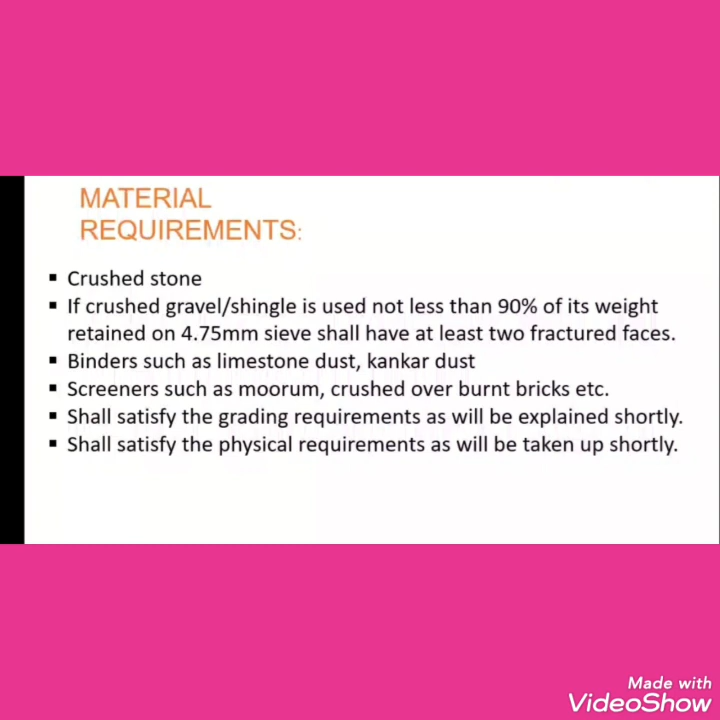 MATERIAL
REQUIREMENTS:
▪ Crushed stone
▪ If crushed gravel/shingle is used not less than 90% of its weight
retained on 4.75mm sieve shall have at least two fractured faces.
▪ Binders such as limestone dust, kankar dust
▪ Screeners such as moorum, crushed over burnt bricks etc.
▪ Shall satisfy the grading requirements as will be explained shortly.
▪ Shall satisfy the physical requirements as will be taken up shortly.
Made with
VideoShow